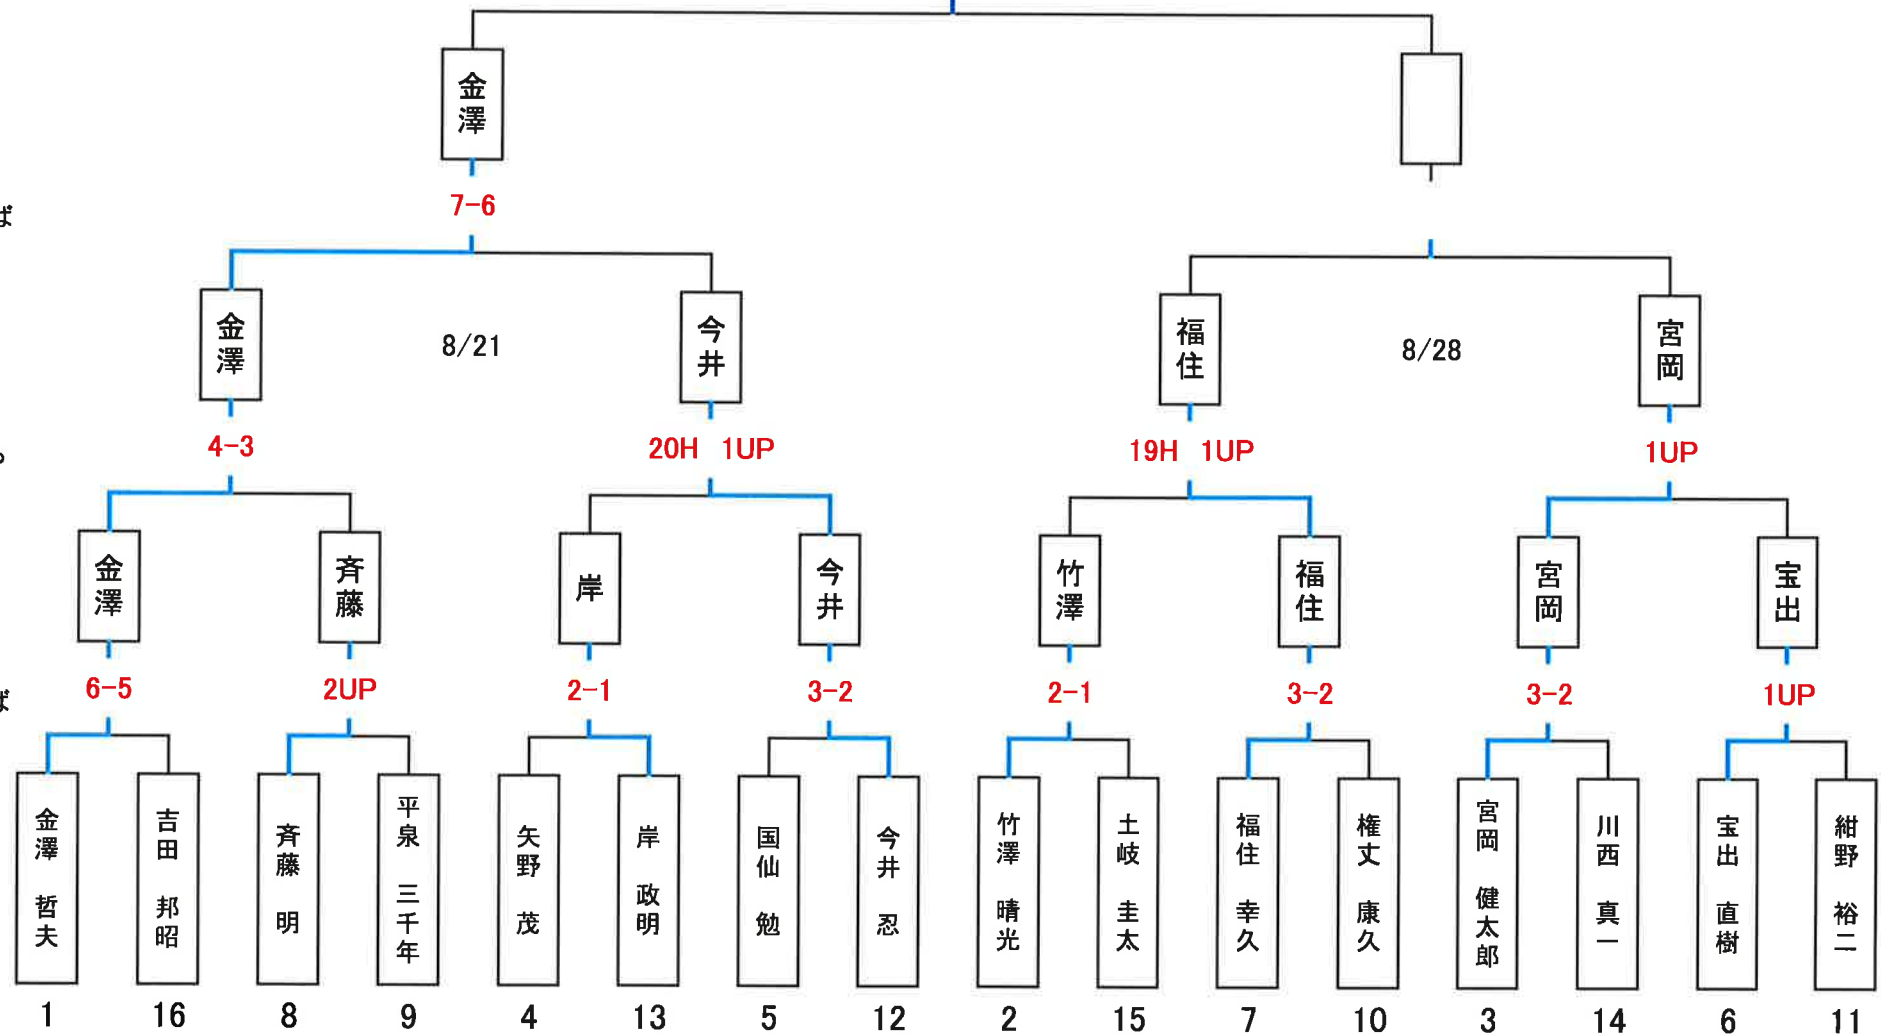 金澤
7-6
ば
金澤
8/21
今井
福住
8/28
宮岡
4-3
20H 1UP
19H 1UP
1UP
。
金澤
斉藤
岸
今井
竹澤
福住
宮岡
宝出
6-5
2UP
2-1
3-2
2-1
3-2
3-2
1UP
ば
金澤 哲夫
吉田 邦昭
斉藤 明
平泉 三千年
矢野 茂
岸 政明
国仙 勉
今井 忍
竹澤 晴光
土岐 圭太
福住 幸久
権丈 康久
宮岡 健太郎
川西 真一
宝出 直樹
紺野 裕二
1 16 8 9 4 13 5 12 2 15 7 10 3 14 6 11